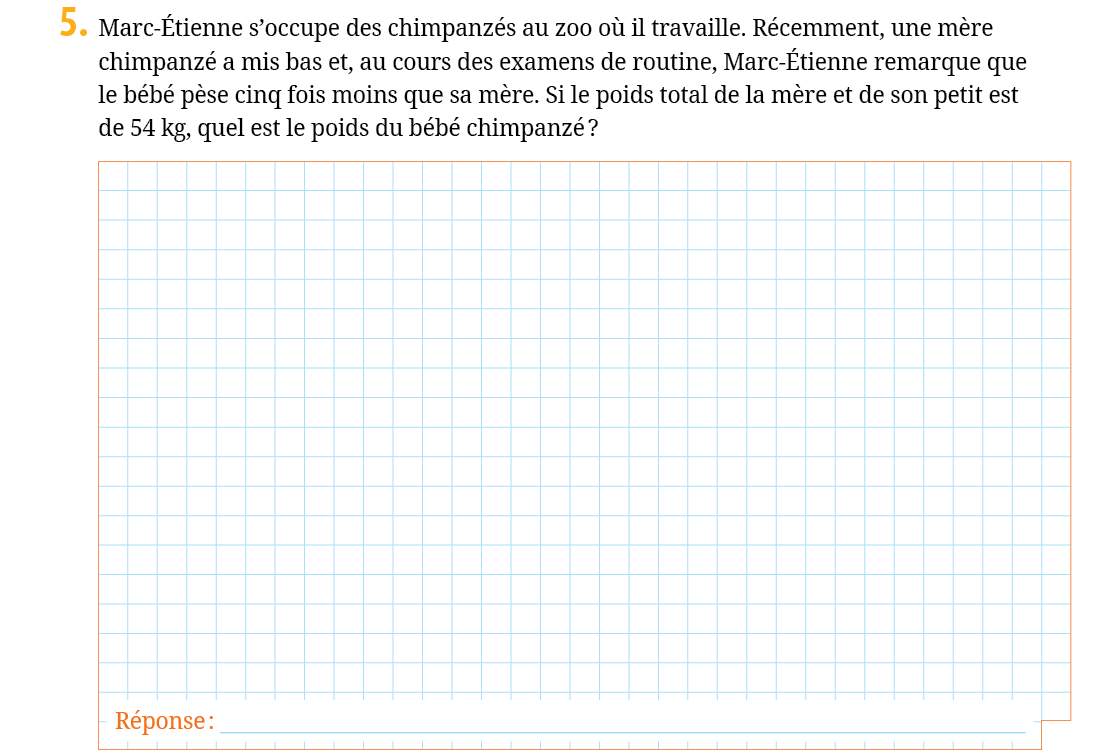 5. Marc-Étienne s’occupe des chimpanzés au zoo où il travaille. Récemment, une mère
chimpanzé a mis bas et, au cours des examens de routine, Marc-Étienne remarque que
le bébé pèse cinq fois moins que sa mère. Si le poids total de la mère et de son petit est
de 54 kg, quel est le poids du bébé chimpanzé ?
Réponse :